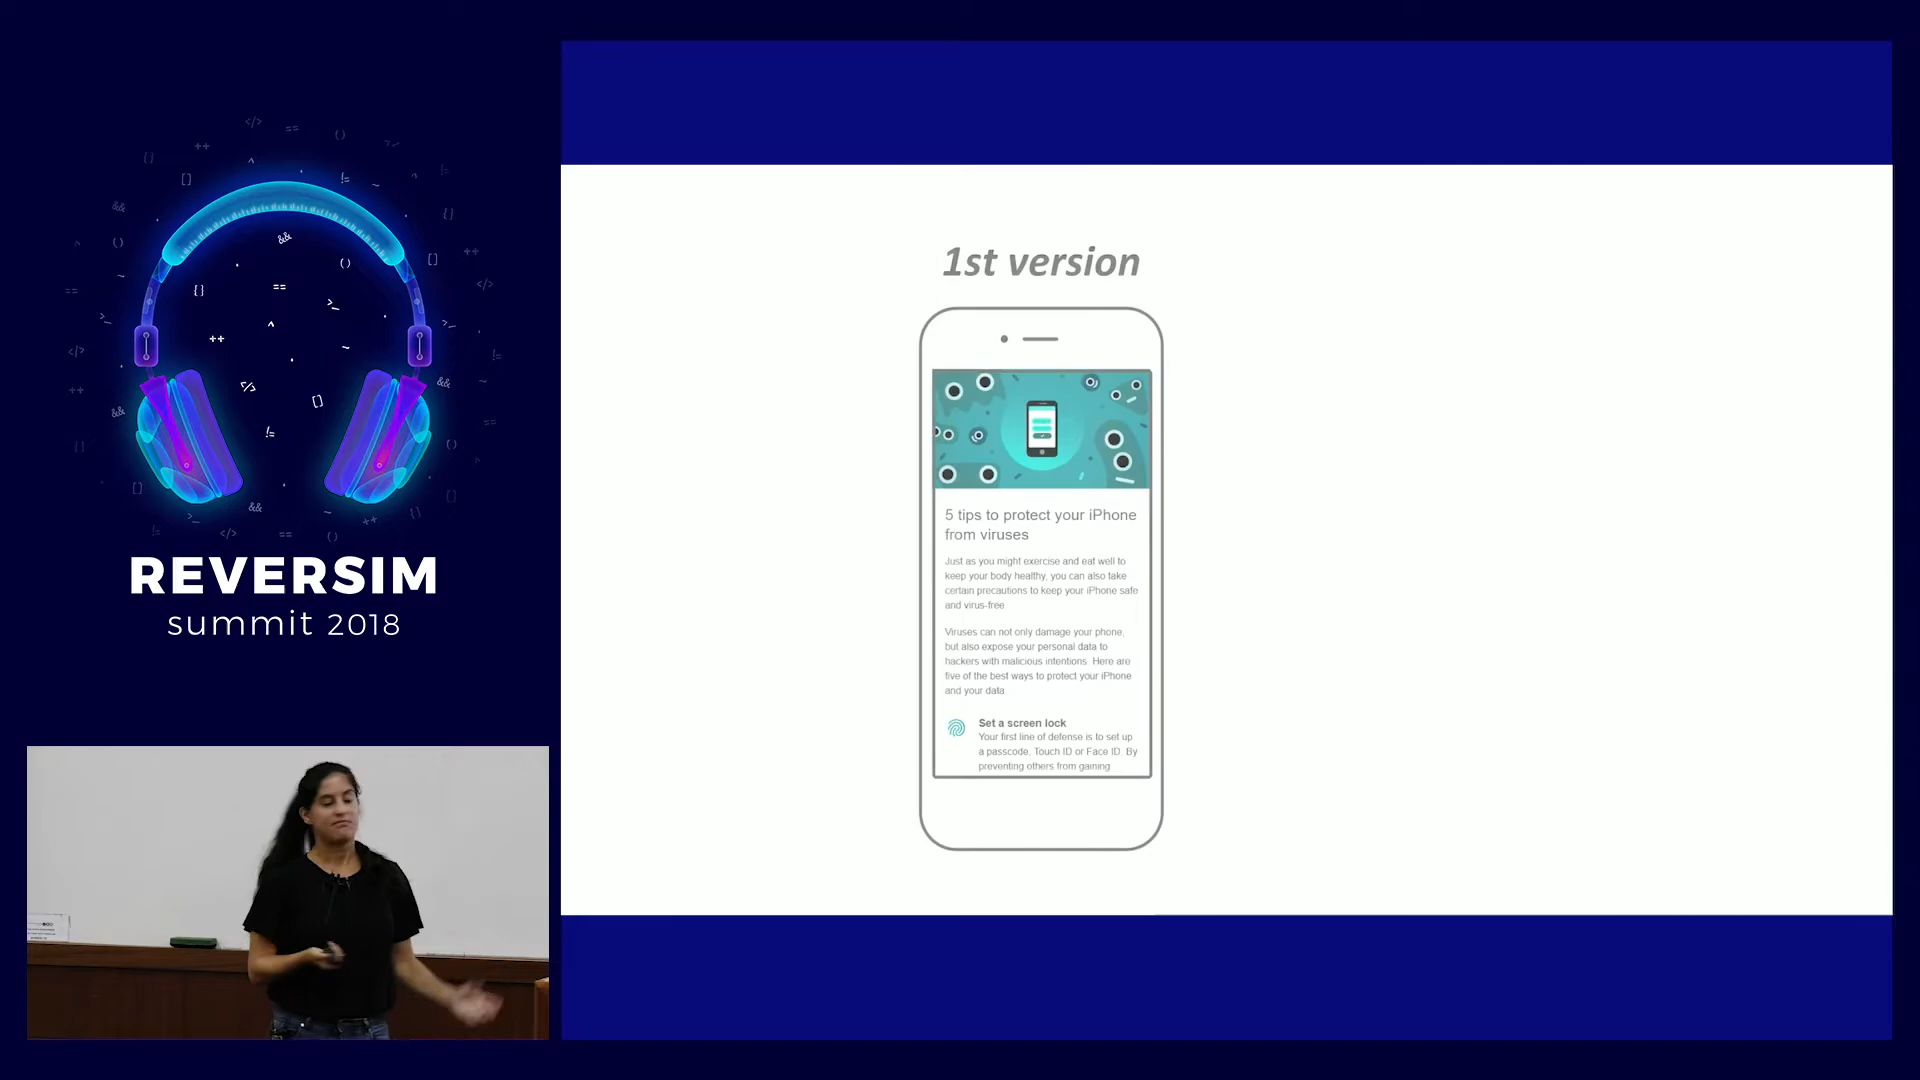 REVERSIM
summit 2018
1st version
5 tips to protect your iPhone
from viruses
Just as you might exercise and eat well to
keep your body healthy, you can also take
certain precautions to keep your iPhone safe
and virus-free
Viruses can not only damage your phone,
but also expose your personal data to
hackers with malicious intentions. Here are
five of the best ways to protect your iPhone
and your data
Set a screen lock
Your first line of defense is to set up
a passcode, Touch ID or Face ID. By
preventing others from gaining